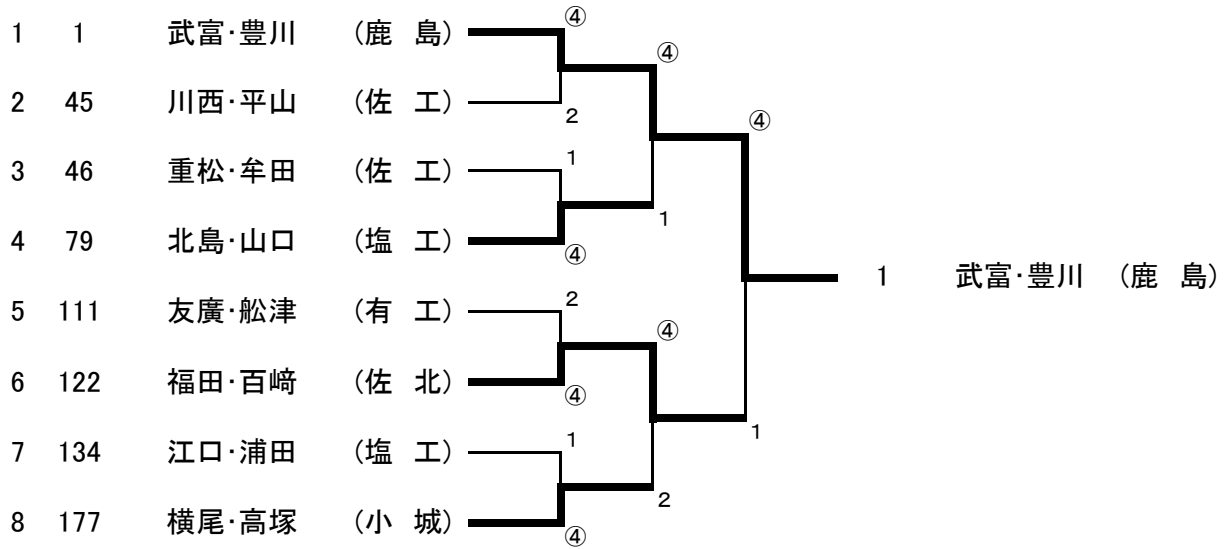 ④
1 1 武富・豊川 (鹿 島)
④
2 45 川西・平山 (佐 工)
2
④
1
3 46 重松・牟田 (佐 工)
1
4 79 北島・山口 (塩 工)
④
1 武富・豊川 (鹿 島)
2
5 111 友廣・舩津 (有 工)
④
6 122 福田・百﨑 (佐 北)
④
1
1
7 134 江口・浦田 (塩 工)
2
8 177 横尾・高塚 (小 城)
④